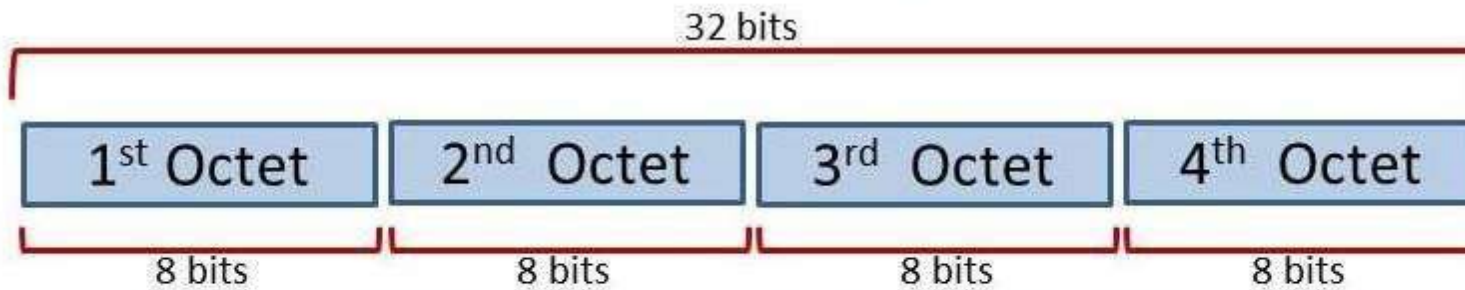 32 bits
1st Octet 2nd Octet 3rd Octet 4th Octet
8 bits 8 bits 8 bits 8 bits